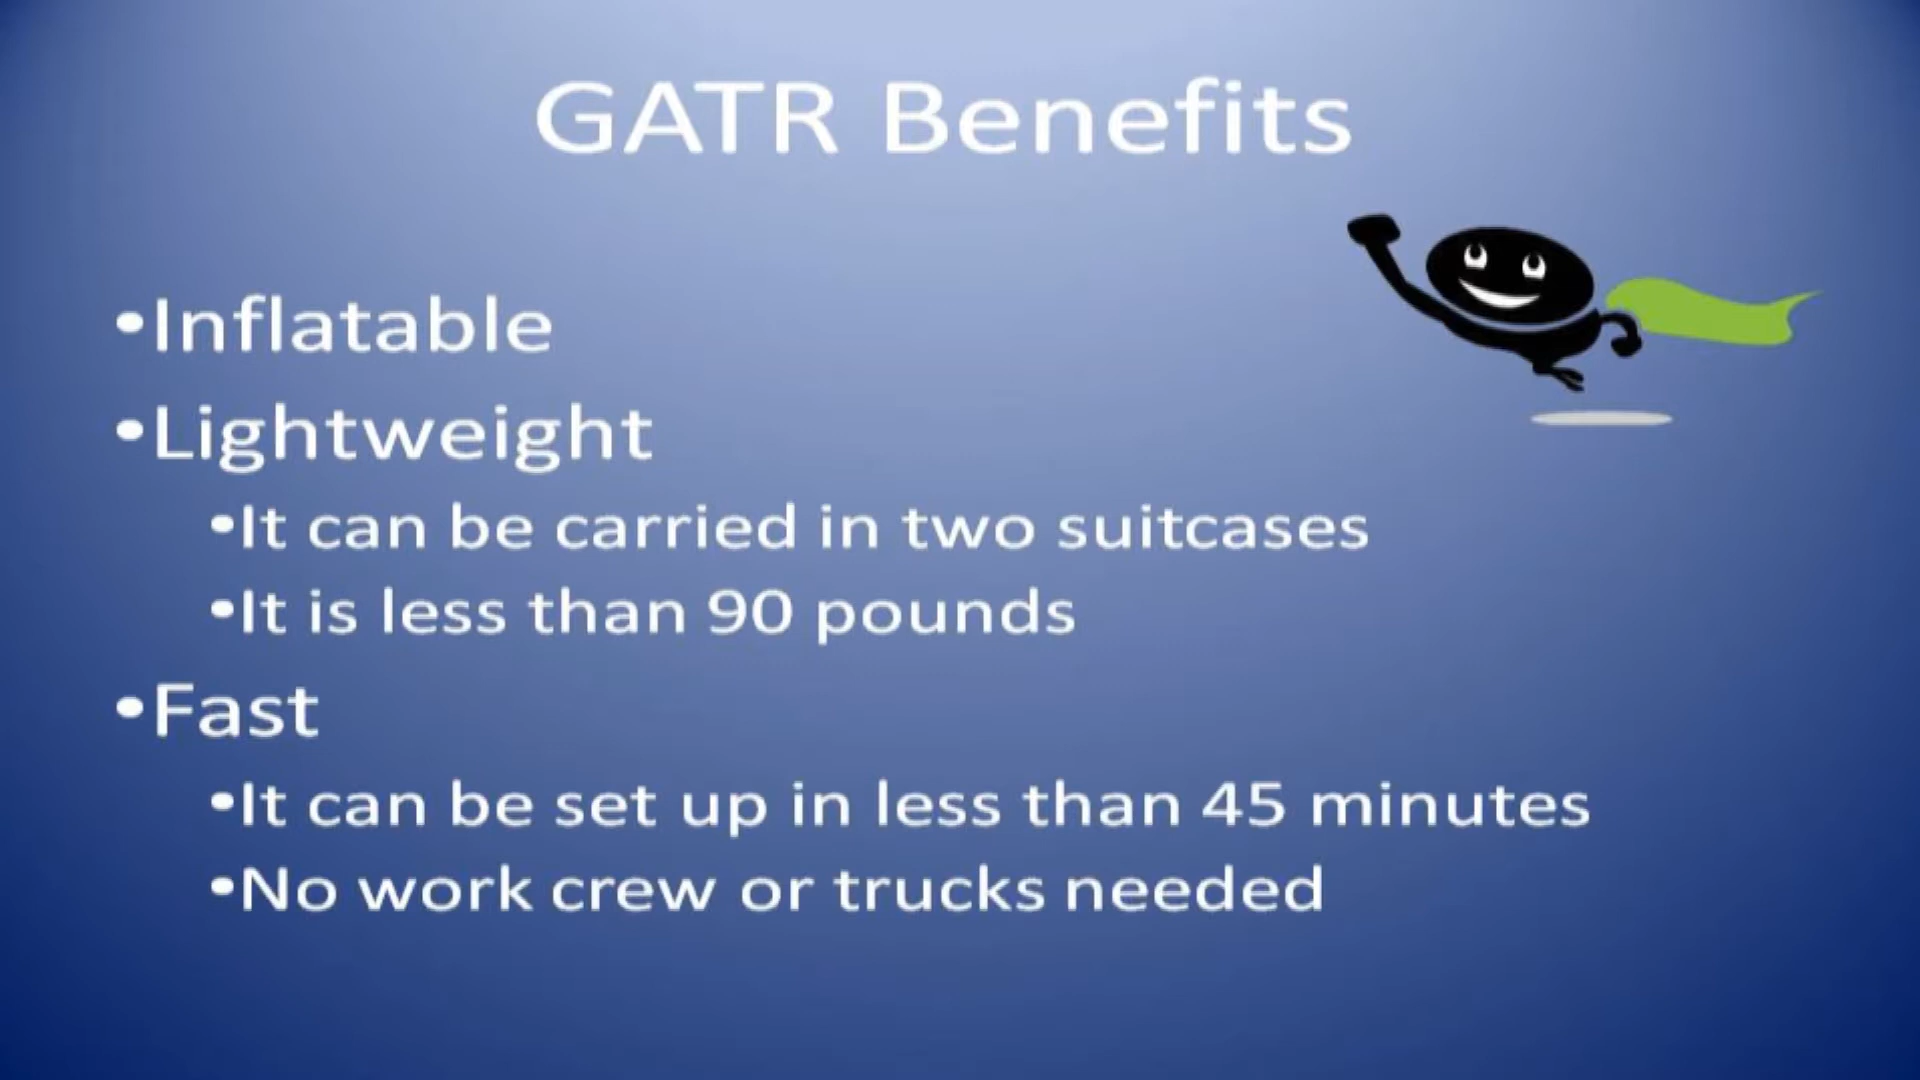 GATR Benefits
•Inflatable
•Lightweight
•It can be carried in two suitcases
•It is less than 90 pounds
•Fast
•It can be set up in less than 45 minutes
•No work crew or trucks needed